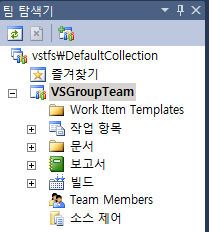 팀 탐색기
vstfs₩DefaultCollection
즐겨찾기
VSGroupTeam
Work Item Templates
작업 항목
문서
보고서
빌드
Team Members
소스 제어